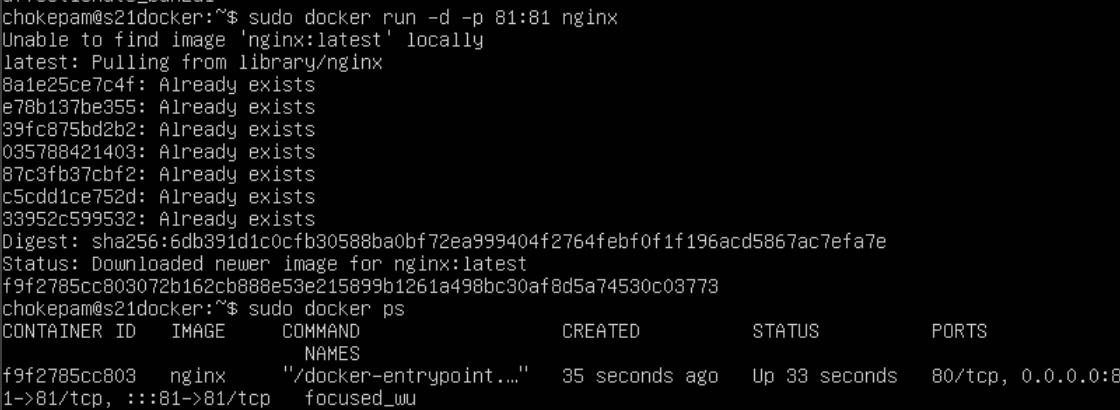 chokepam@s21docker:~$ sudo docker run -d -p 81:81 nginx
Unable to find image 'nginx:latest' locally
latest: Pulling from library/nginx
8a1e25ce7c4f: Already exists
e78b137be355: Already exists
39fc875bd2b2: Already exists
035788421403: Already exists
87c3fb37cbf2: Already exists
c5cdd1ce752d: Already exists
33952c599532: Already exists
Digest: sha256:6db391d1c0cfb30588ba0bf72ea999404f2764febf0f1f196acd5867ac7efa7e
Status: Downloaded newer image for nginx:latest
f9f2785cc803072b162cb888e53e215899b1261a498bc30af8d5a74530c03773
chokepam@s21docker:~$ sudo docker ps
CONTAINER ID   IMAGE     COMMAND                  CREATED          STATUS          PORTS
                         NAMES
f9f2785cc803   nginx     "/docker-entrypoint.…"   35 seconds ago   Up 33 seconds   80/tcp, 0.0.0.0:8
1->81/tcp, :::81->81/tcp   focused_wu